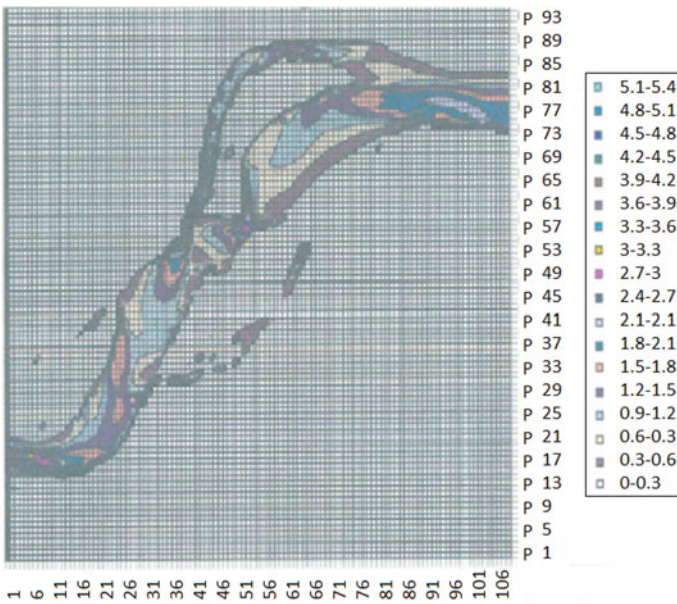 P 93
P 89
P 85
P 81
P 77
P 73
P 69
P 65
P 61
P 57
P 53
P 49
P 45
P 41
P 37
P 33
P 29
P 25
P 21
P 17
P 13
P 9
P 5
P 1
5.1-5.4
4.8-5.1
4.5-4.8
4.2-4.5
3.9-4.2
3.6-3.9
3.3-3.6
3-3.3
2.7-3
2.4-2.7
2.1-2.1
1.8-2.1
1.5-1.8
1.2-1.5
0.9-1.2
0.6-0.3
0.3-0.6
0-0.3
1 6 11 16 21 26 31 36 41 46 51 56 61 66 71 76 81 86 91 96 101 106